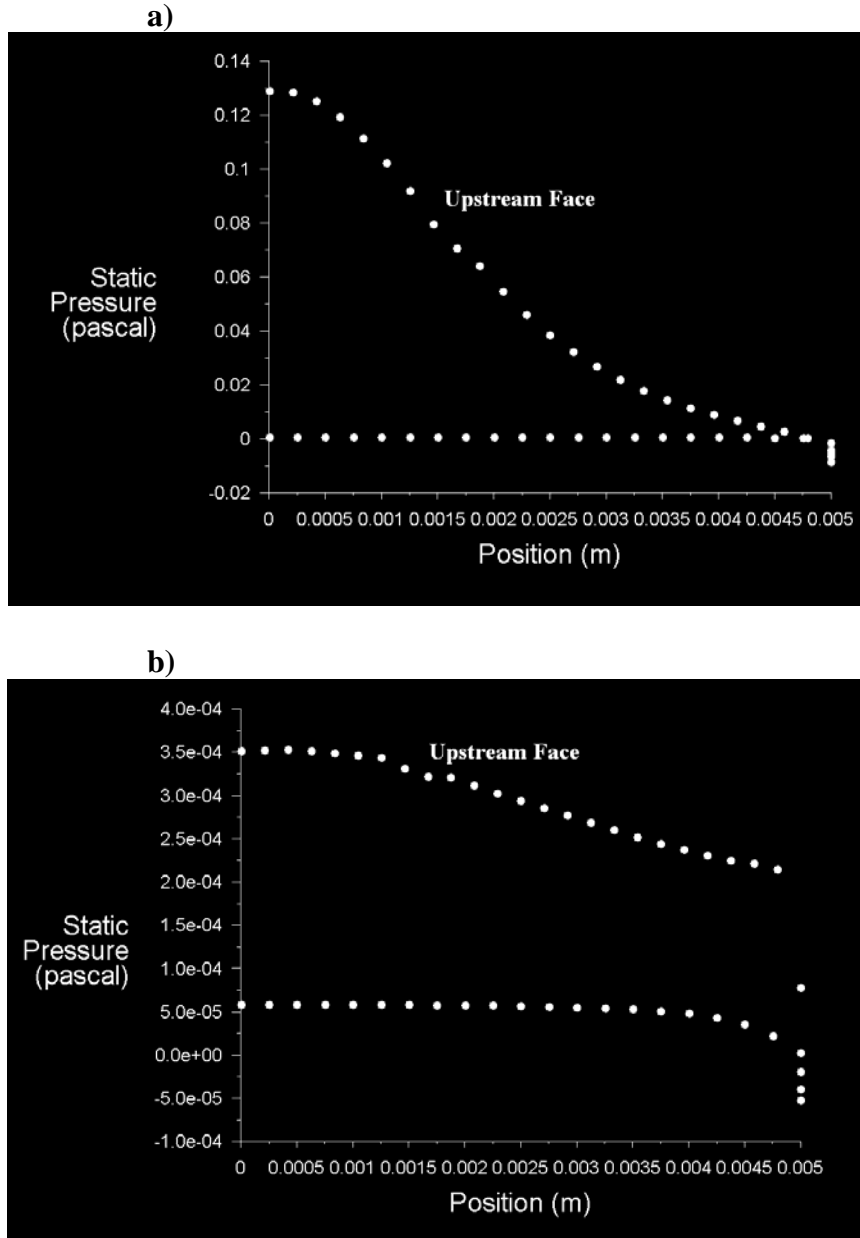 a)
0.14
0.12
0.1
Upstream Face
0.08
Static
Pressure
(pascal)
0.06
0.04
0.02
0
-0.02
0 0.0005 0.001 0.0015 0.002 0.0025 0.003 0.0035 0.004 0.0045 0.005
Position (m)
b)
4.0e-04
3.5e-04
Upstream Face
3.0e-04
2.5e-04
2.0e-04
Static
Pressure
(pascal)
1.5e-04
1.0e-04
5.0e-05
0.0e+00
-5.0e-05
-1.0e-04
0 0.0005 0.001 0.0015 0.002 0.0025 0.003 0.0035 0.004 0.0045 0.005
Position (m)